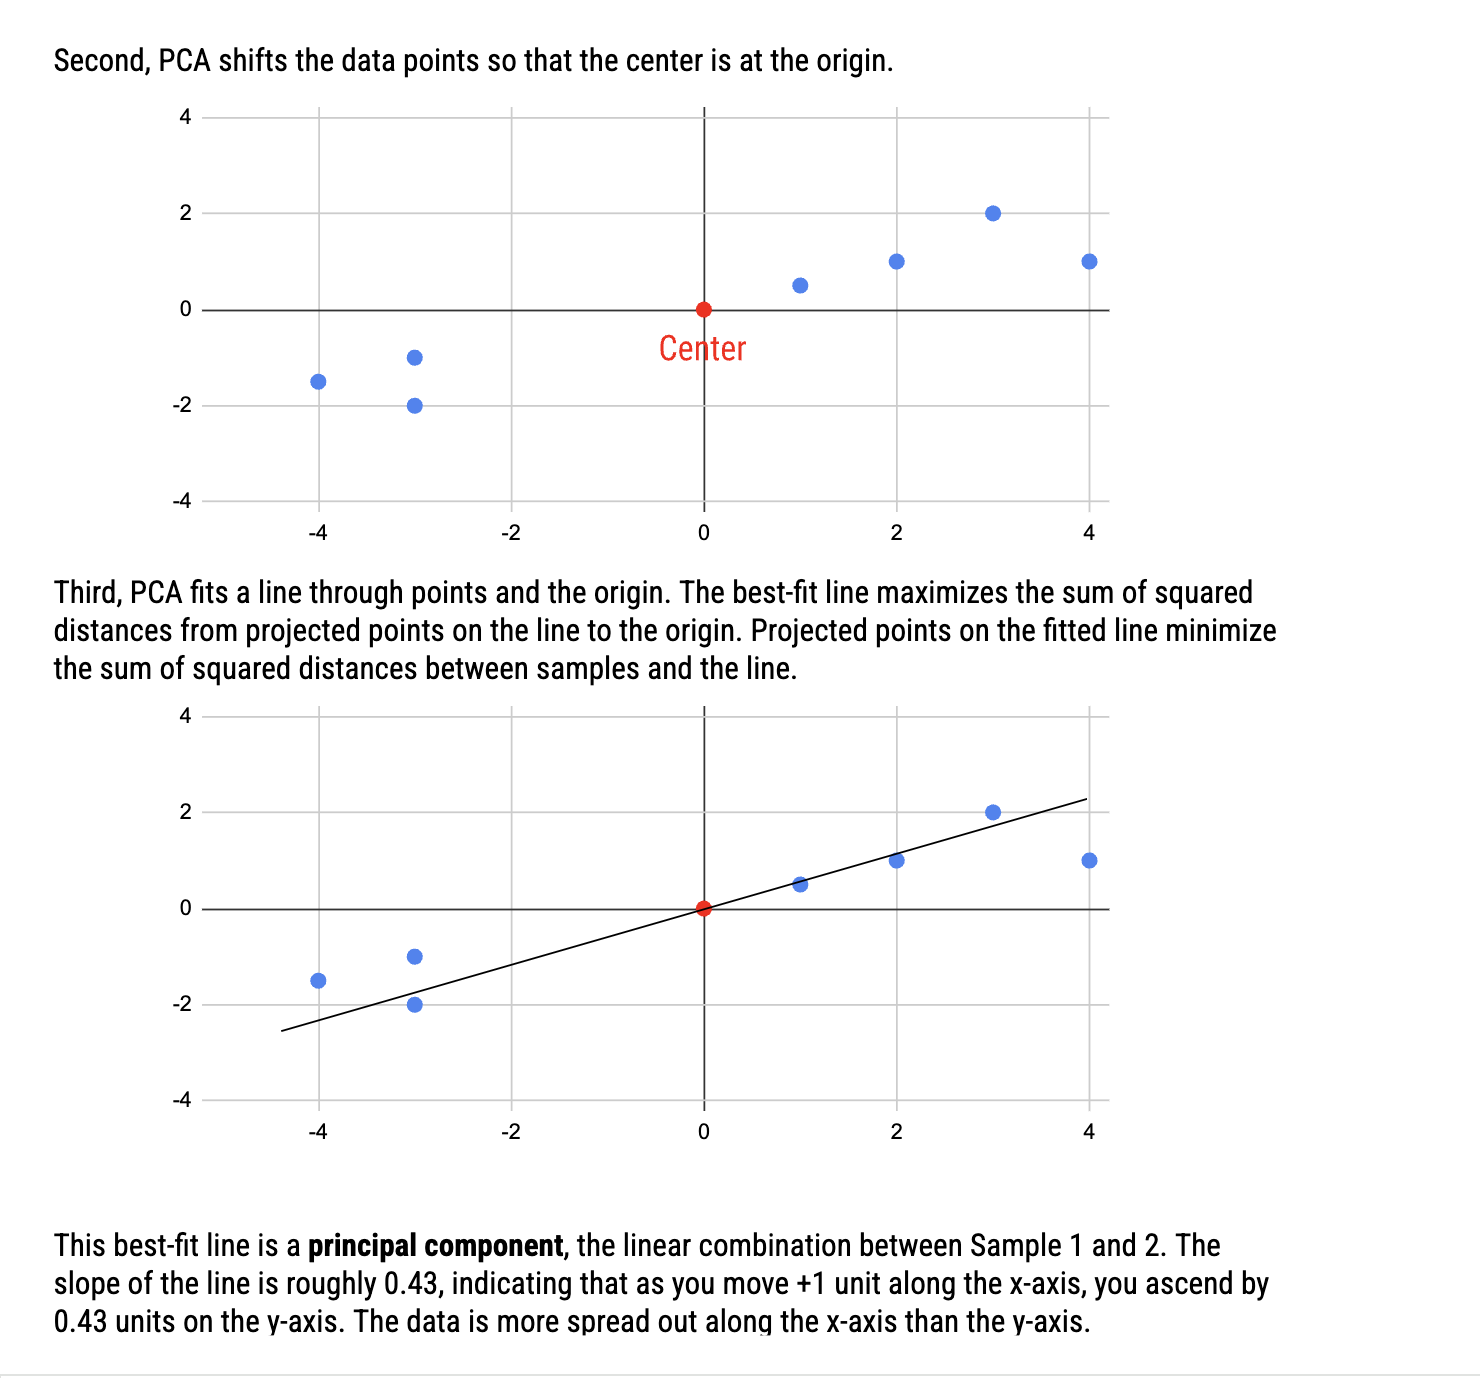 Second, PCA shifts the data points so that the center is at the origin.
4
2
0
Center
-2
-4
-4 -2 0 2 4
Third, PCA fits a line through points and the origin. The best-fit line maximizes the sum of squared
distances from projected points on the line to the origin. Projected points on the fitted line minimize
the sum of squared distances between samples and the line.
4
2
0
-2
-4
-4 -2 0 2 4
This best-fit line is a principal component, the linear combination between Sample 1 and 2. The
slope of the line is roughly 0.43, indicating that as you move +1 unit along the x-axis, you ascend by
0.43 units on the y-axis. The data is more spread out along the x-axis than the y-axis.